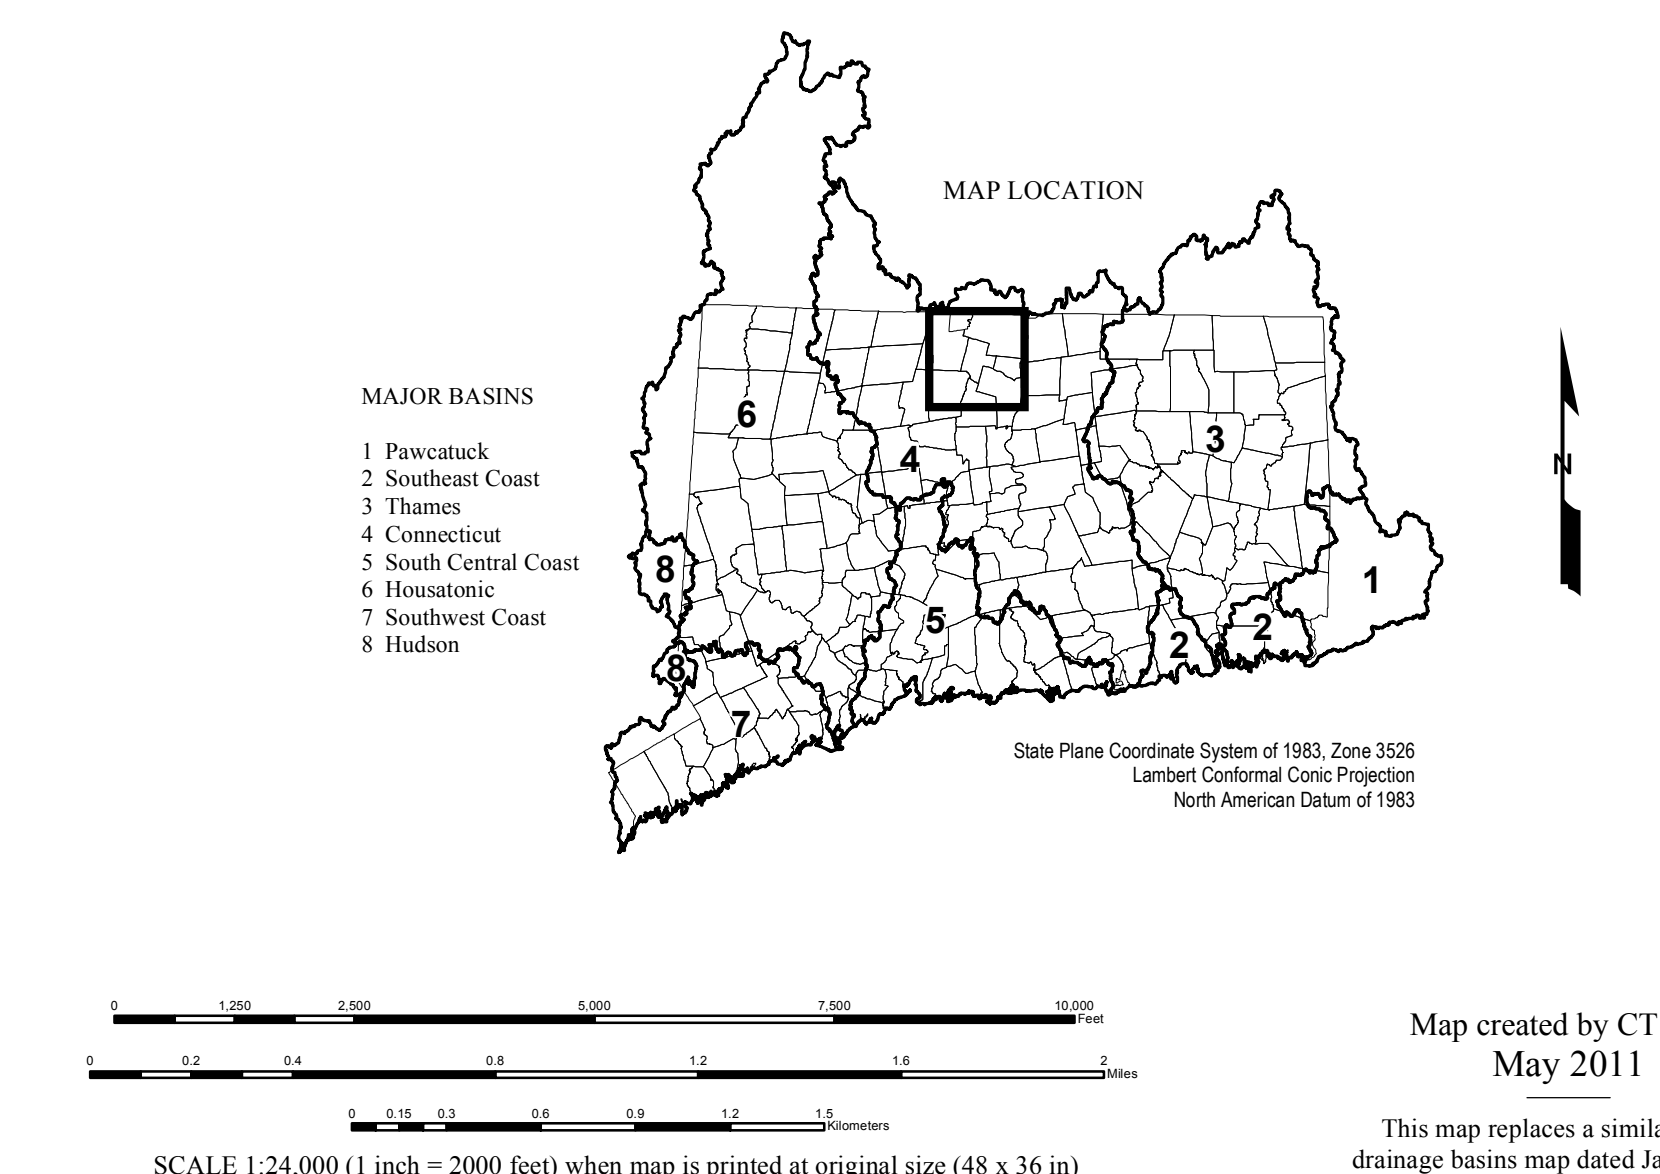 MAP LOCATION
MAJOR BASINS
1 Pawcatuck
2 Southeast Coast
3 Thames
4 Connecticut
5 South Central Coast
6 Housatonic
7 Southwest Coast
8 Hudson
6
4
3
8
5
1
2
2
8
7
N
State Plane Coordinate System of 1983, Zone 3526
Lambert Conformal Conic Projection
North American Datum of 1983
0 1,250 2,500 5,000 7,500 10,000
Feet
0 0.2 0.4 0.8 1.2 1.6 2
Miles
0 0.15 0.3 0.6 0.9 1.2 1.5
Kilometers
SCALE 1:24,000 (1 inch = 2000 feet) when map is printed at original size (48 x 36 in)
Map created by CT
May 2011
This map replaces a simila
drainage basins map dated Ja